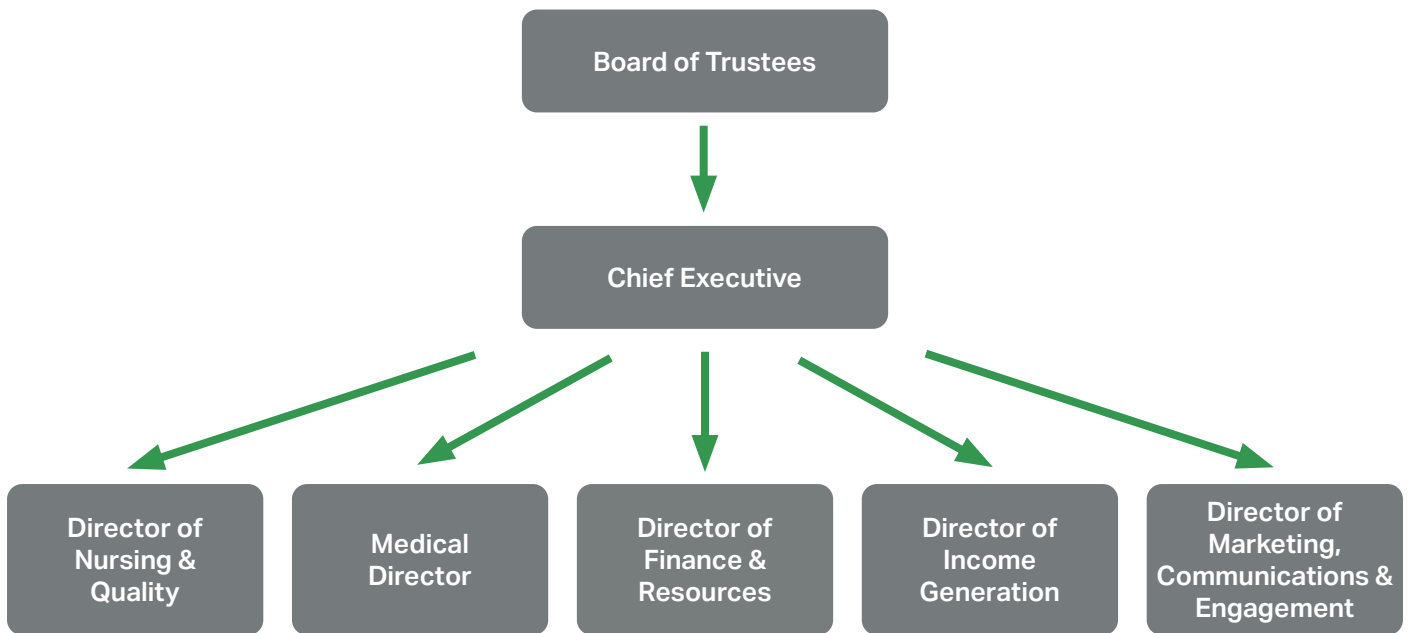 Board of Trustees
Chief Executive
Director of
Nursing &
Quality
Medical
Director
Director of
Finance &
Resources
Director of
Income
Generation
Director of
Marketing,
Communications &
Engagement